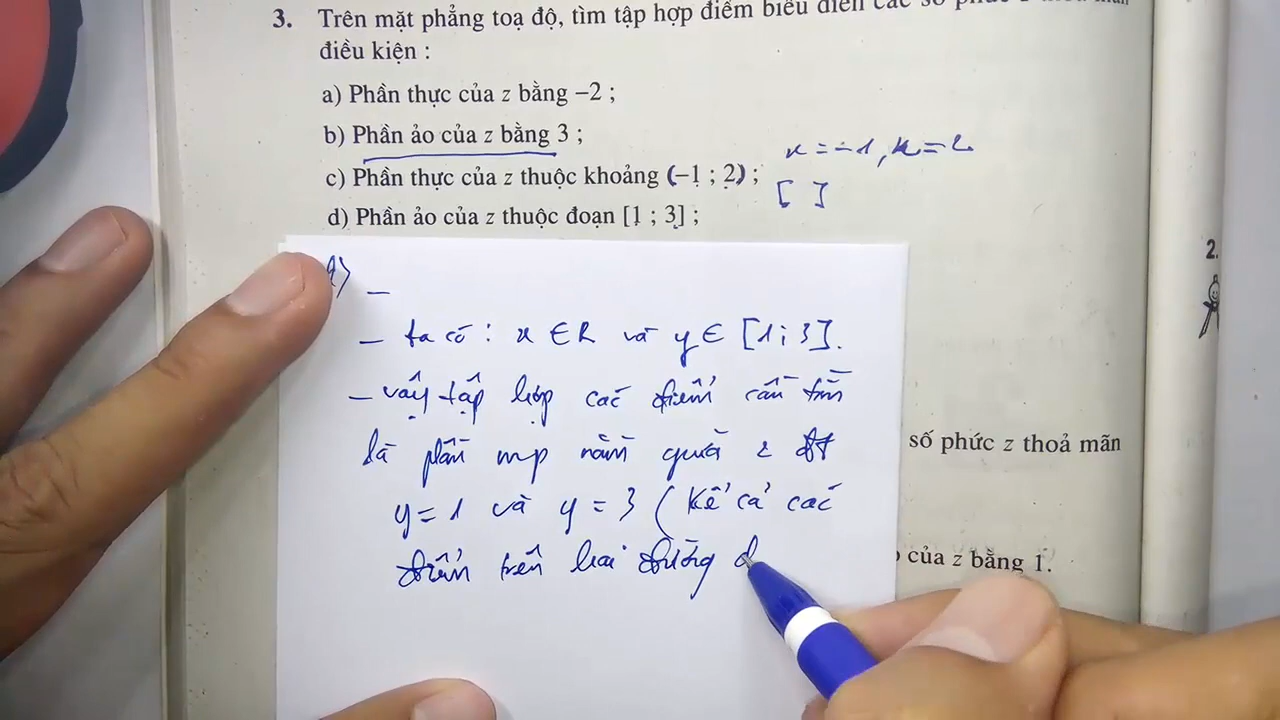 3. Trên mặt phẳng toạ độ, tìm tập hợp điểm biểu diễn các số phức
điều kiện :
a) Phần thực của z bằng −2 ;
b) Phần ảo của z bằng 3 ;
c) Phần thực của z thuộc khoảng (−1 ; 2) ;
x = -1, x = 2
[ ]
d) Phần ảo của z thuộc đoạn [1 ; 3] ;
2.
d) –
– ta có : x ∈ R và y ∈ [1 ; 3].
– vậy tập hợp các điểm cần tìm
là phần mp nằm giữa 2 đt
y = 1 và y = 3 (kể cả các
điểm trên hai đường đ
số phức z thoả mãn
của z bằng 1.